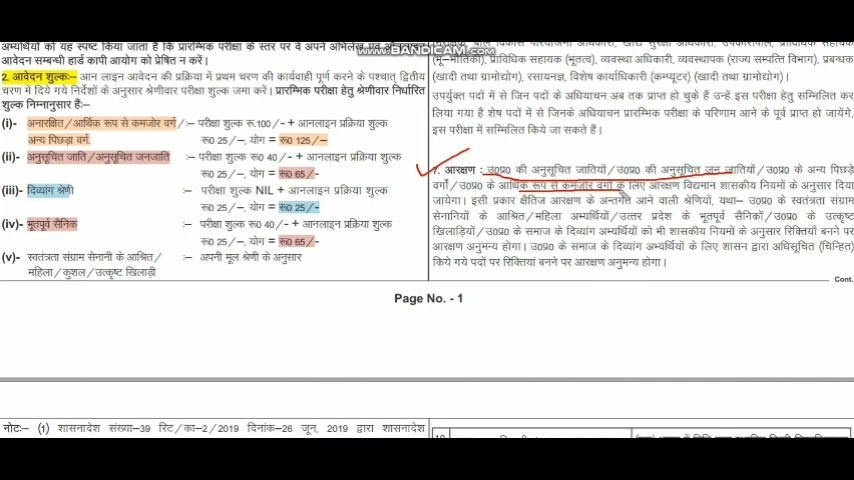 www.BANDICAM.com
अभ्यर्थियों को यह स्पष्ट किया जाता है कि प्रारम्भिक परीक्षा के स्तर पर वे अपने अभिलेख एवं
आवेदन सम्बन्धी हार्ड कापी आयोग को प्रेषित न करें।
2. आवेदन शुल्कः– आन लाइन आवेदन की प्रक्रिया में प्रथम चरण की कार्यवाही पूर्ण करने के पश्चात् द्वितीय
चरण में दिये गये निर्देशों के अनुसार श्रेणीवार परीक्षा शुल्क जमा करें। प्रारम्भिक परीक्षा हेतु श्रेणीवार निर्धारित
शुल्क निम्नानुसार हैः–
(i)- अनारक्षित/आर्थिक रूप से कमजोर वर्ग/:– परीक्षा शुल्क रू.100/- + आनलाइन प्रक्रिया शुल्क
अन्य पिछड़ा वर्ग रू0 25/–, योग = रू0 125/–
(ii)- अनुसूचित जाति/अनुसूचित जनजाति :– परीक्षा शुल्क रू0 40/- + आनलाइन प्रक्रिया शुल्क
रू0 25/–, योग = रू0 65/-
(iii)- दिव्यांग श्रेणी :– परीक्षा शुल्क NIL + आनलाइन प्रक्रिया शुल्क
रू0 25/–, योग = रू0 25/-
(iv)- भूतपूर्व सैनिक :– परीक्षा शुल्क रू0 40/- + आनलाइन प्रक्रिया शुल्क
रू0 25/–, योग = रू0 65/-
(v)- स्वतंत्रता संग्राम सेनानी के आश्रित/ :– अपनी मूल श्रेणी के अनुसार
महिला/कुशल/उत्कृष्ट खिलाड़ी
(भू–भौतिकी), प्राविधिक सहायक (भूतत्व), व्यवस्था अधिकारी, व्यवस्थापक (राज्य सम्पत्ति विभाग), प्रबन्धक
(खादी तथा ग्रामोद्योग), रसायनज्ञ, विशेष कार्याधिकारी (कम्प्यूटर) (खादी तथा ग्रामोद्योग)।
उपर्युक्त पदों में से जिन पदों के अधियाचन अब तक प्राप्त हो चुके हैं उन्हें इस परीक्षा हेतु सम्मिलित कर
लिया गया है शेष पदों में से जिनके अधियाचन प्रारम्भिक परीक्षा के परिणाम आने के पूर्व प्राप्त हो जायेंगे,
इस परीक्षा में सम्मिलित किये जा सकते हैं।
7. आरक्षण : उ0प्र0 की अनुसूचित जातियों/उ0प्र0 की अनुसूचित जन जातियों/उ0प्र0 के अन्य पिछड़े
वर्गों/उ0प्र0 के आर्थिक रूप से कमजोर वर्गों के लिए आरक्षण विद्यमान शासकीय नियमों के अनुसार दिया
जायेगा। इसी प्रकार क्षैतिज आरक्षण के अन्तर्गत आने वाली श्रेणियों, यथा– उ0प्र0 के स्वतंत्रता संग्राम
सेनानियों के आश्रित/महिला अभ्यर्थियों/उत्तर प्रदेश के भूतपूर्व सैनिकों/उ0प्र0 के उत्कृष्ट
खिलाड़ियों/उ0प्र0 के समाज के दिव्यांग अभ्यर्थियों को भी शासकीय नियमों के अनुसार रिक्तियाँ बनने पर
आरक्षण अनुमन्य होगा। उ0प्र0 के समाज के दिव्यांग अभ्यर्थियों के लिए शासन द्वारा अधिसूचित (चिन्हित)
किये गये पदों पर रिक्तियां बनने पर आरक्षण अनुमन्य होगा।
Cont.
Page No. - 1
नोटः– (1) शासनादेश संख्या–39 रिट/का–2/2019 दिनांक–26 जून, 2019 द्वारा शासनादेश